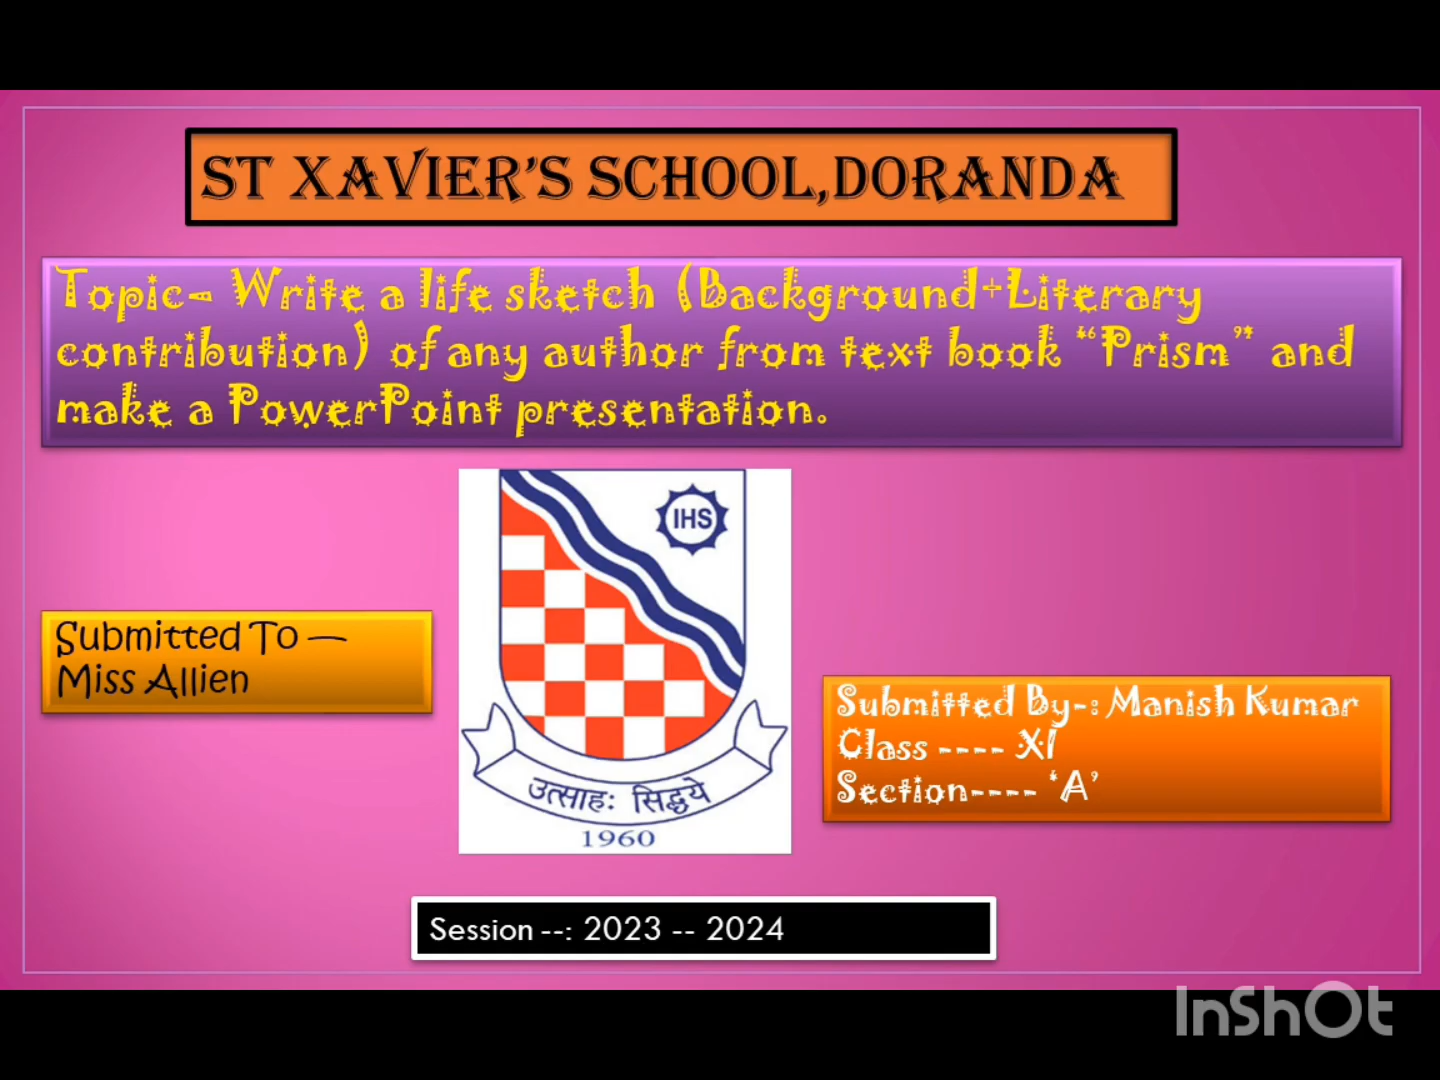 ST XAVIER’S SCHOOL,DORANDA
Topic- Write a life sketch (Background+Literary
contribution) of any author from text book “Prism” and
make a PowerPoint presentation.
IHS
Submitted To –
Miss Allien
उत्साहः सिद्धये
1960
Submitted By-: Manish Kumar
Class ---- XI
Section---- ‘A’
Session --: 2023 -- 2024
InShOt